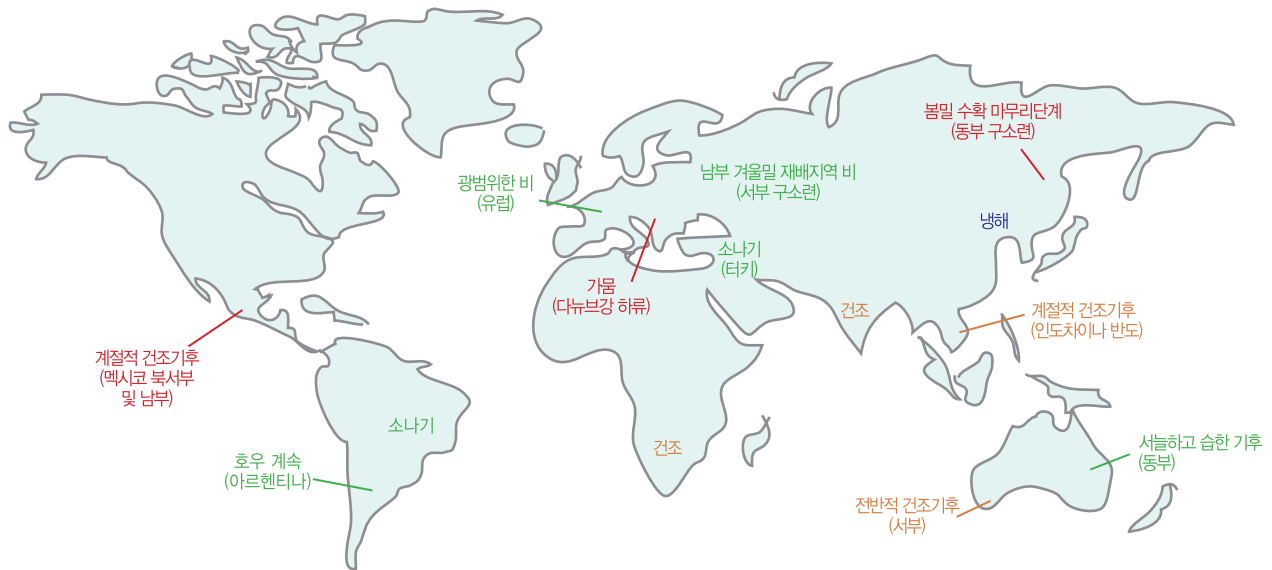 봄밀 수확 마무리단계
(동부 구소련)
남부 겨울밀 재배지역 비
(서부 구소련)
광범위한 비
(유럽)
냉해
소나기
(터키)
가뭄
(다뉴브강 하류)
건조
계절적 건조기후
(인도차이나 반도)
계절적 건조기후
(멕시코 북서부
및 남부)
소나기
건조
서늘하고 습한 기후
(동부)
호우 계속
(아르헨티나)
전반적 건조기후
(서부)